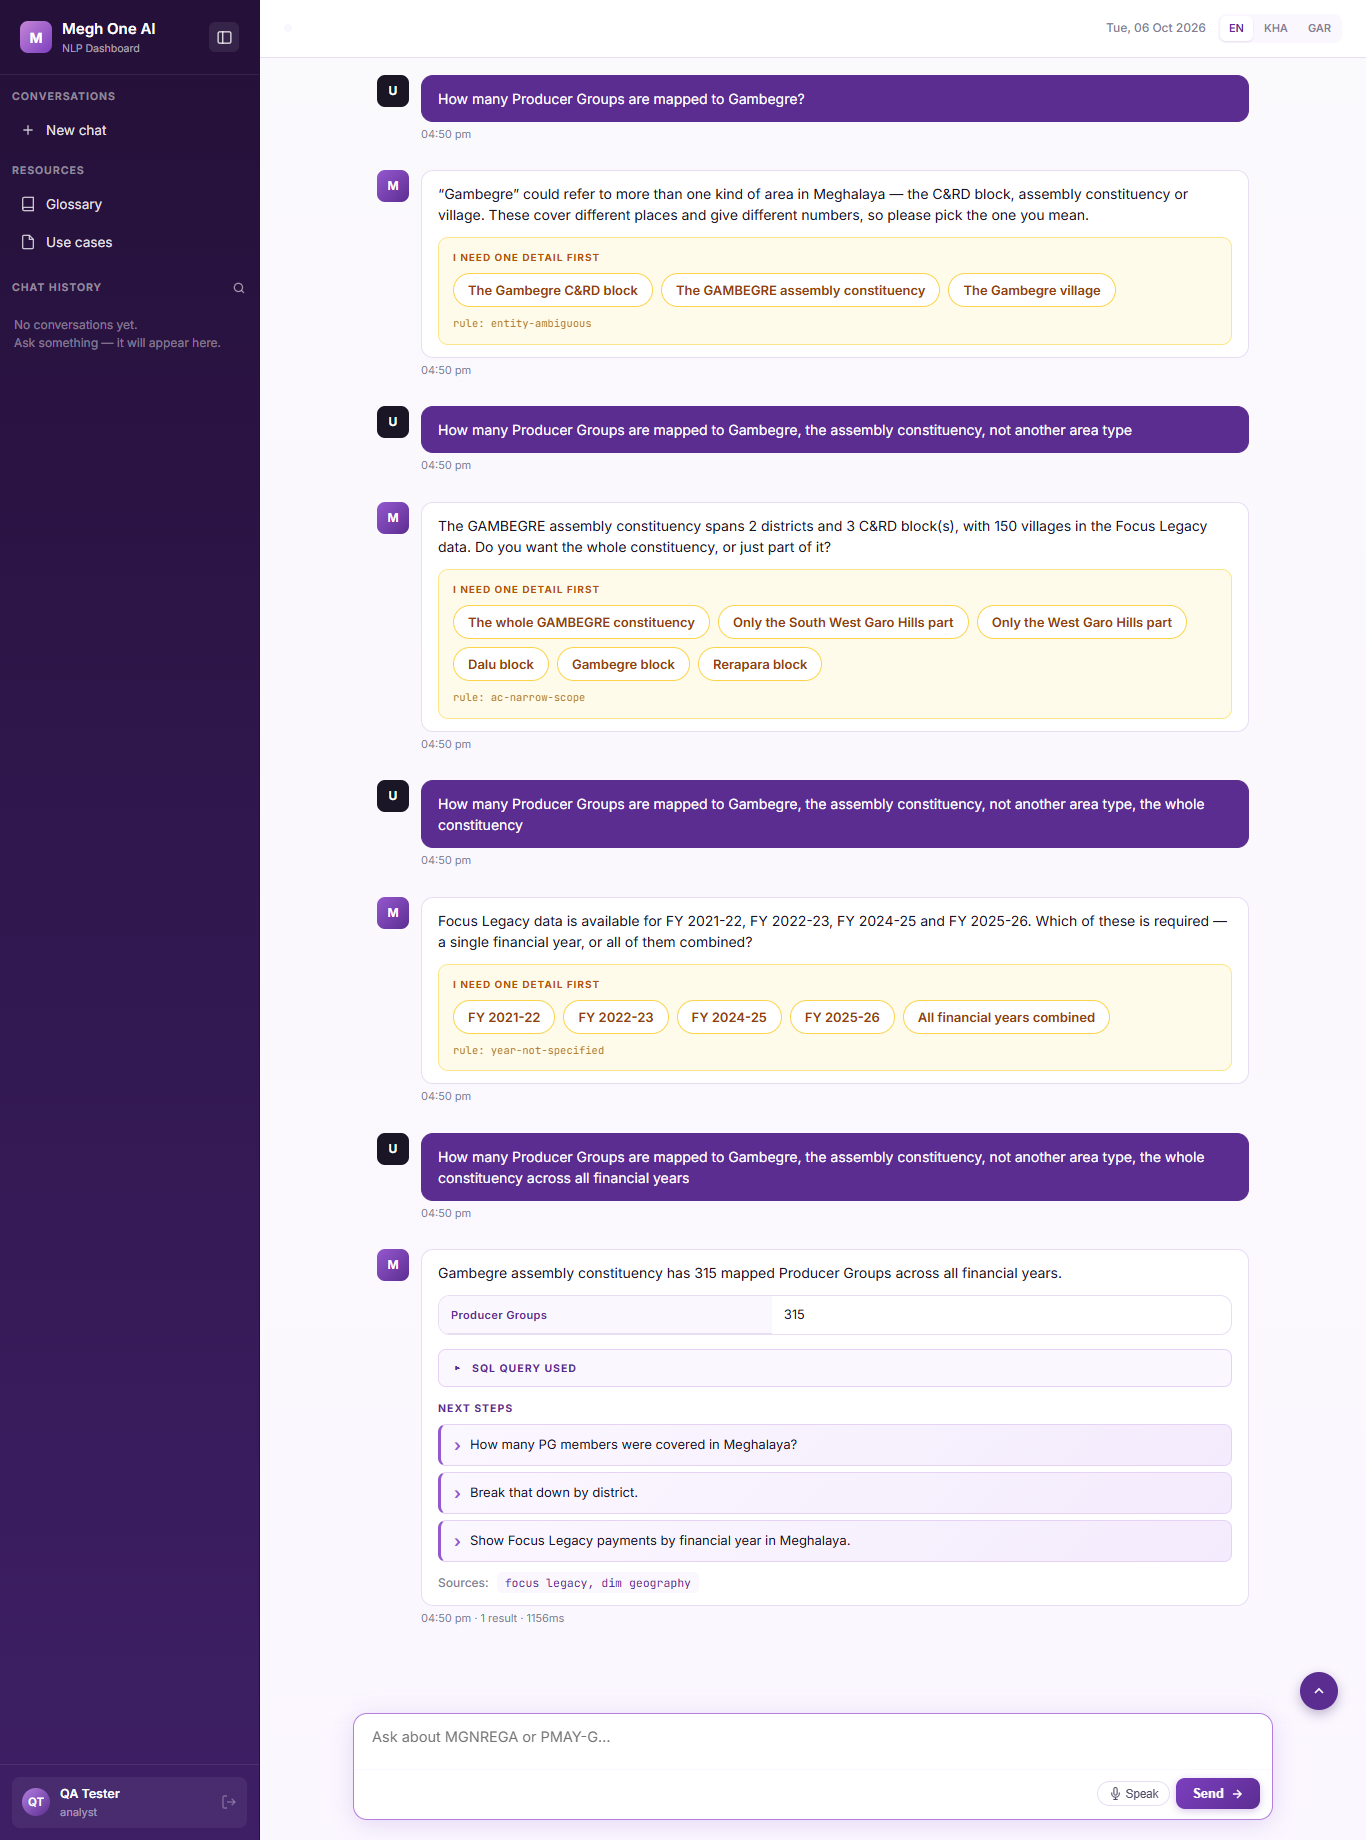 M
Megh One AI
NLP Dashboard
CONVERSATIONS
New chat
RESOURCES
Glossary
Use cases
CHAT HISTORY
No conversations yet.
Ask something — it will appear here.
QT
QA Tester
analyst
Tue, 06 Oct 2026
EN
KHA
GAR
U
How many Producer Groups are mapped to Gambegre?
04:50 pm
M
“Gambegre” could refer to more than one kind of area in Meghalaya — the C&RD block, assembly constituency or
village. These cover different places and give different numbers, so please pick the one you mean.
I NEED ONE DETAIL FIRST
The Gambegre C&RD block
The GAMBEGRE assembly constituency
The Gambegre village
rule: entity-ambiguous
04:50 pm
U
How many Producer Groups are mapped to Gambegre, the assembly constituency, not another area type
04:50 pm
M
The GAMBEGRE assembly constituency spans 2 districts and 3 C&RD block(s), with 150 villages in the Focus Legacy
data. Do you want the whole constituency, or just part of it?
I NEED ONE DETAIL FIRST
The whole GAMBEGRE constituency
Only the South West Garo Hills part
Only the West Garo Hills part
Dalu block
Gambegre block
Rerapara block
rule: ac-narrow-scope
04:50 pm
U
How many Producer Groups are mapped to Gambegre, the assembly constituency, not another area type, the whole
constituency
04:50 pm
M
Focus Legacy data is available for FY 2021-22, FY 2022-23, FY 2024-25 and FY 2025-26. Which of these is required —
a single financial year, or all of them combined?
I NEED ONE DETAIL FIRST
FY 2021-22
FY 2022-23
FY 2024-25
FY 2025-26
All financial years combined
rule: year-not-specified
04:50 pm
U
How many Producer Groups are mapped to Gambegre, the assembly constituency, not another area type, the whole
constituency across all financial years
04:50 pm
M
Gambegre assembly constituency has 315 mapped Producer Groups across all financial years.
Producer Groups
315
SQL QUERY USED
NEXT STEPS
How many PG members were covered in Meghalaya?
Break that down by district.
Show Focus Legacy payments by financial year in Meghalaya.
Sources: focus legacy, dim geography
04:50 pm · 1 result · 1156ms
Ask about MGNREGA or PMAY-G...
Speak
Send